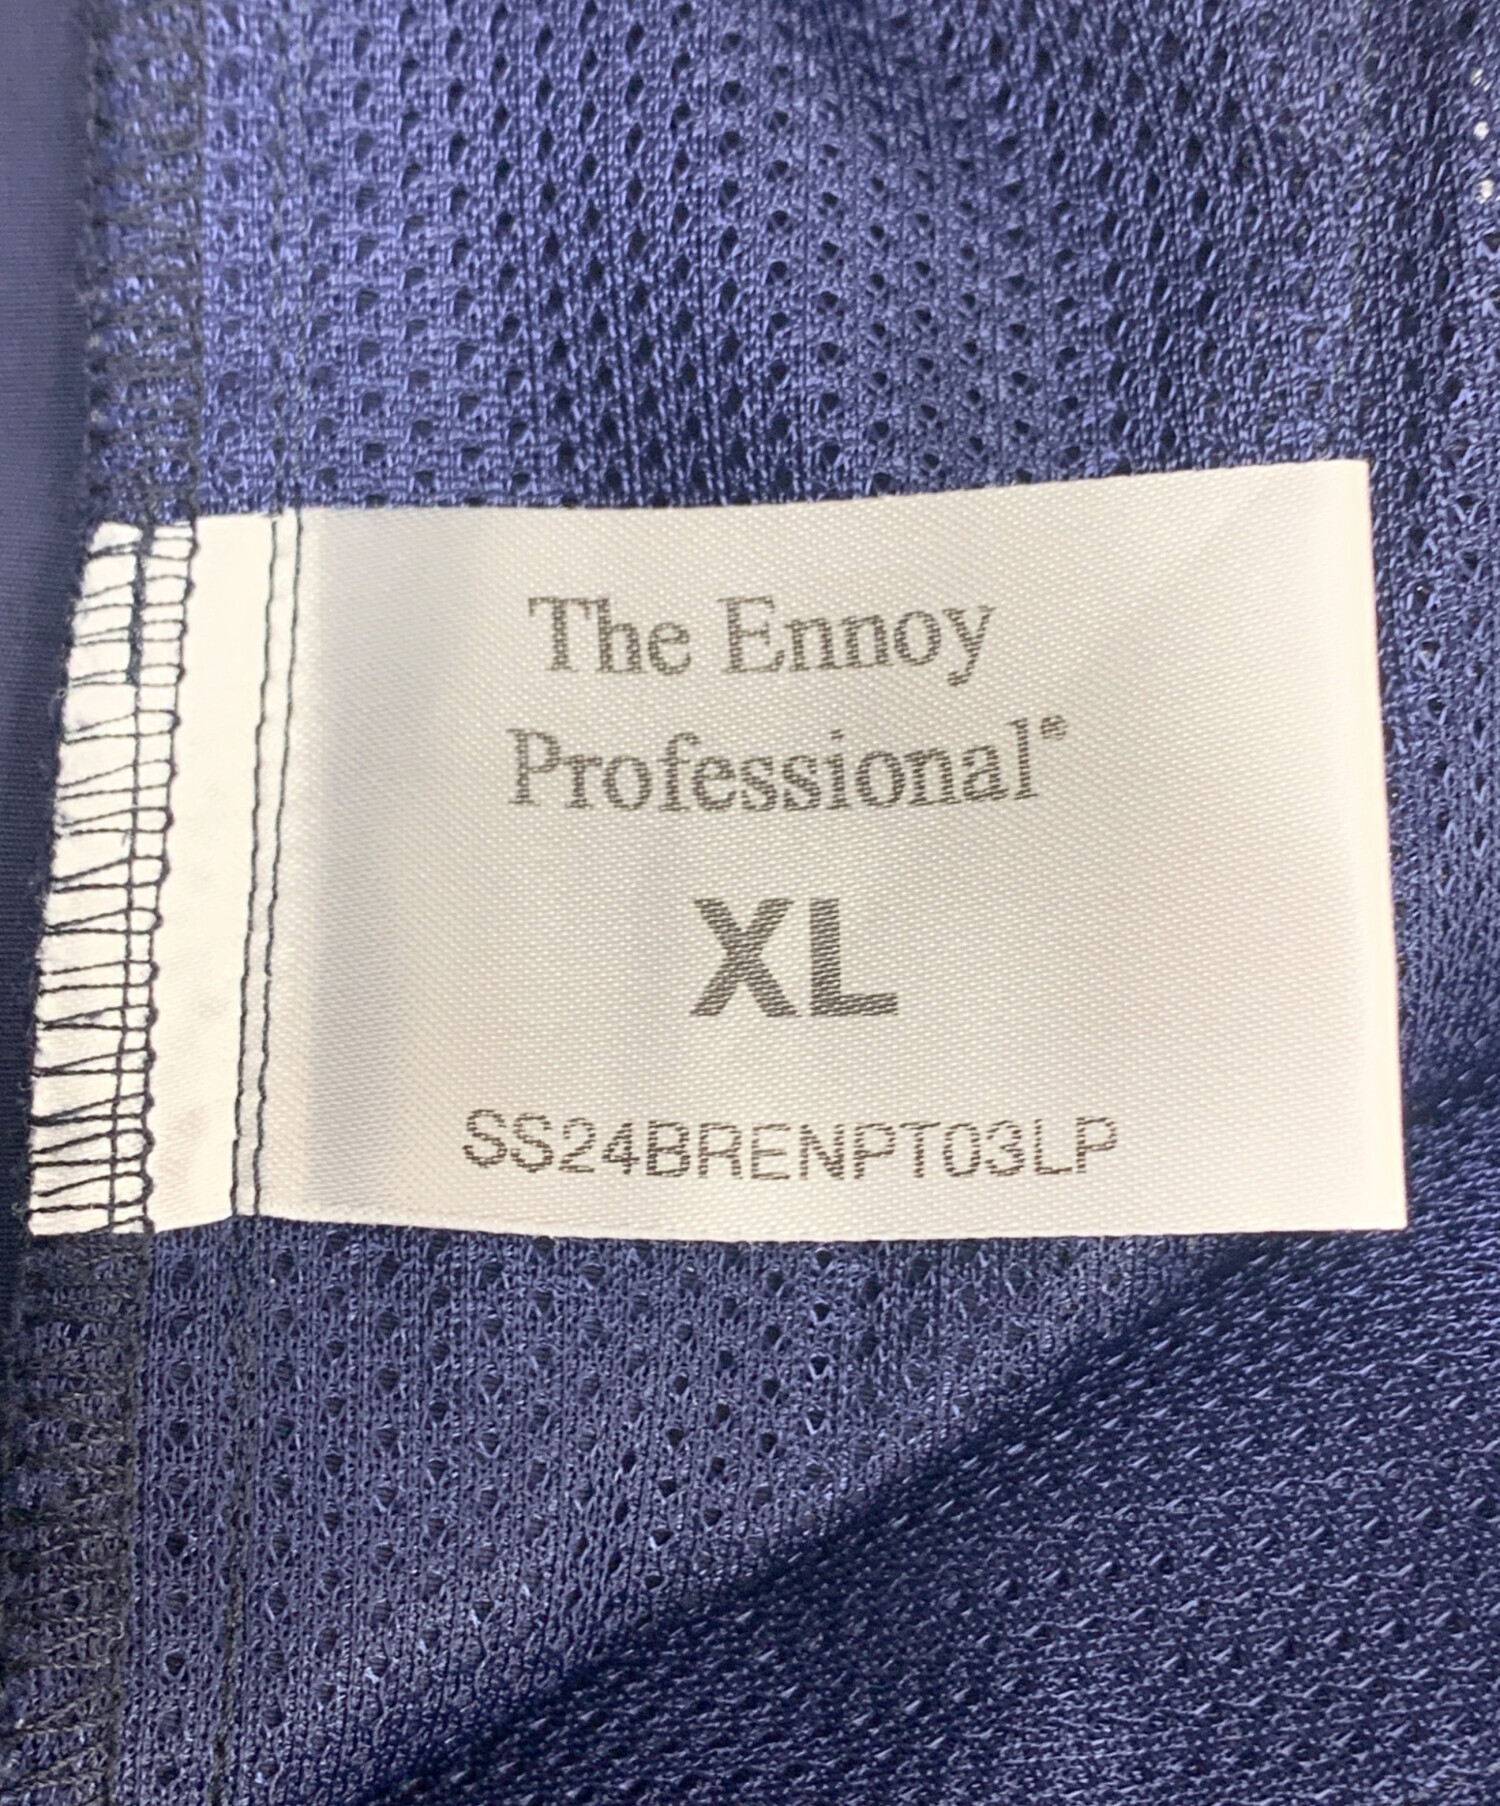 The Ennoy
Professional®
XL
SS24BRENPT03LP